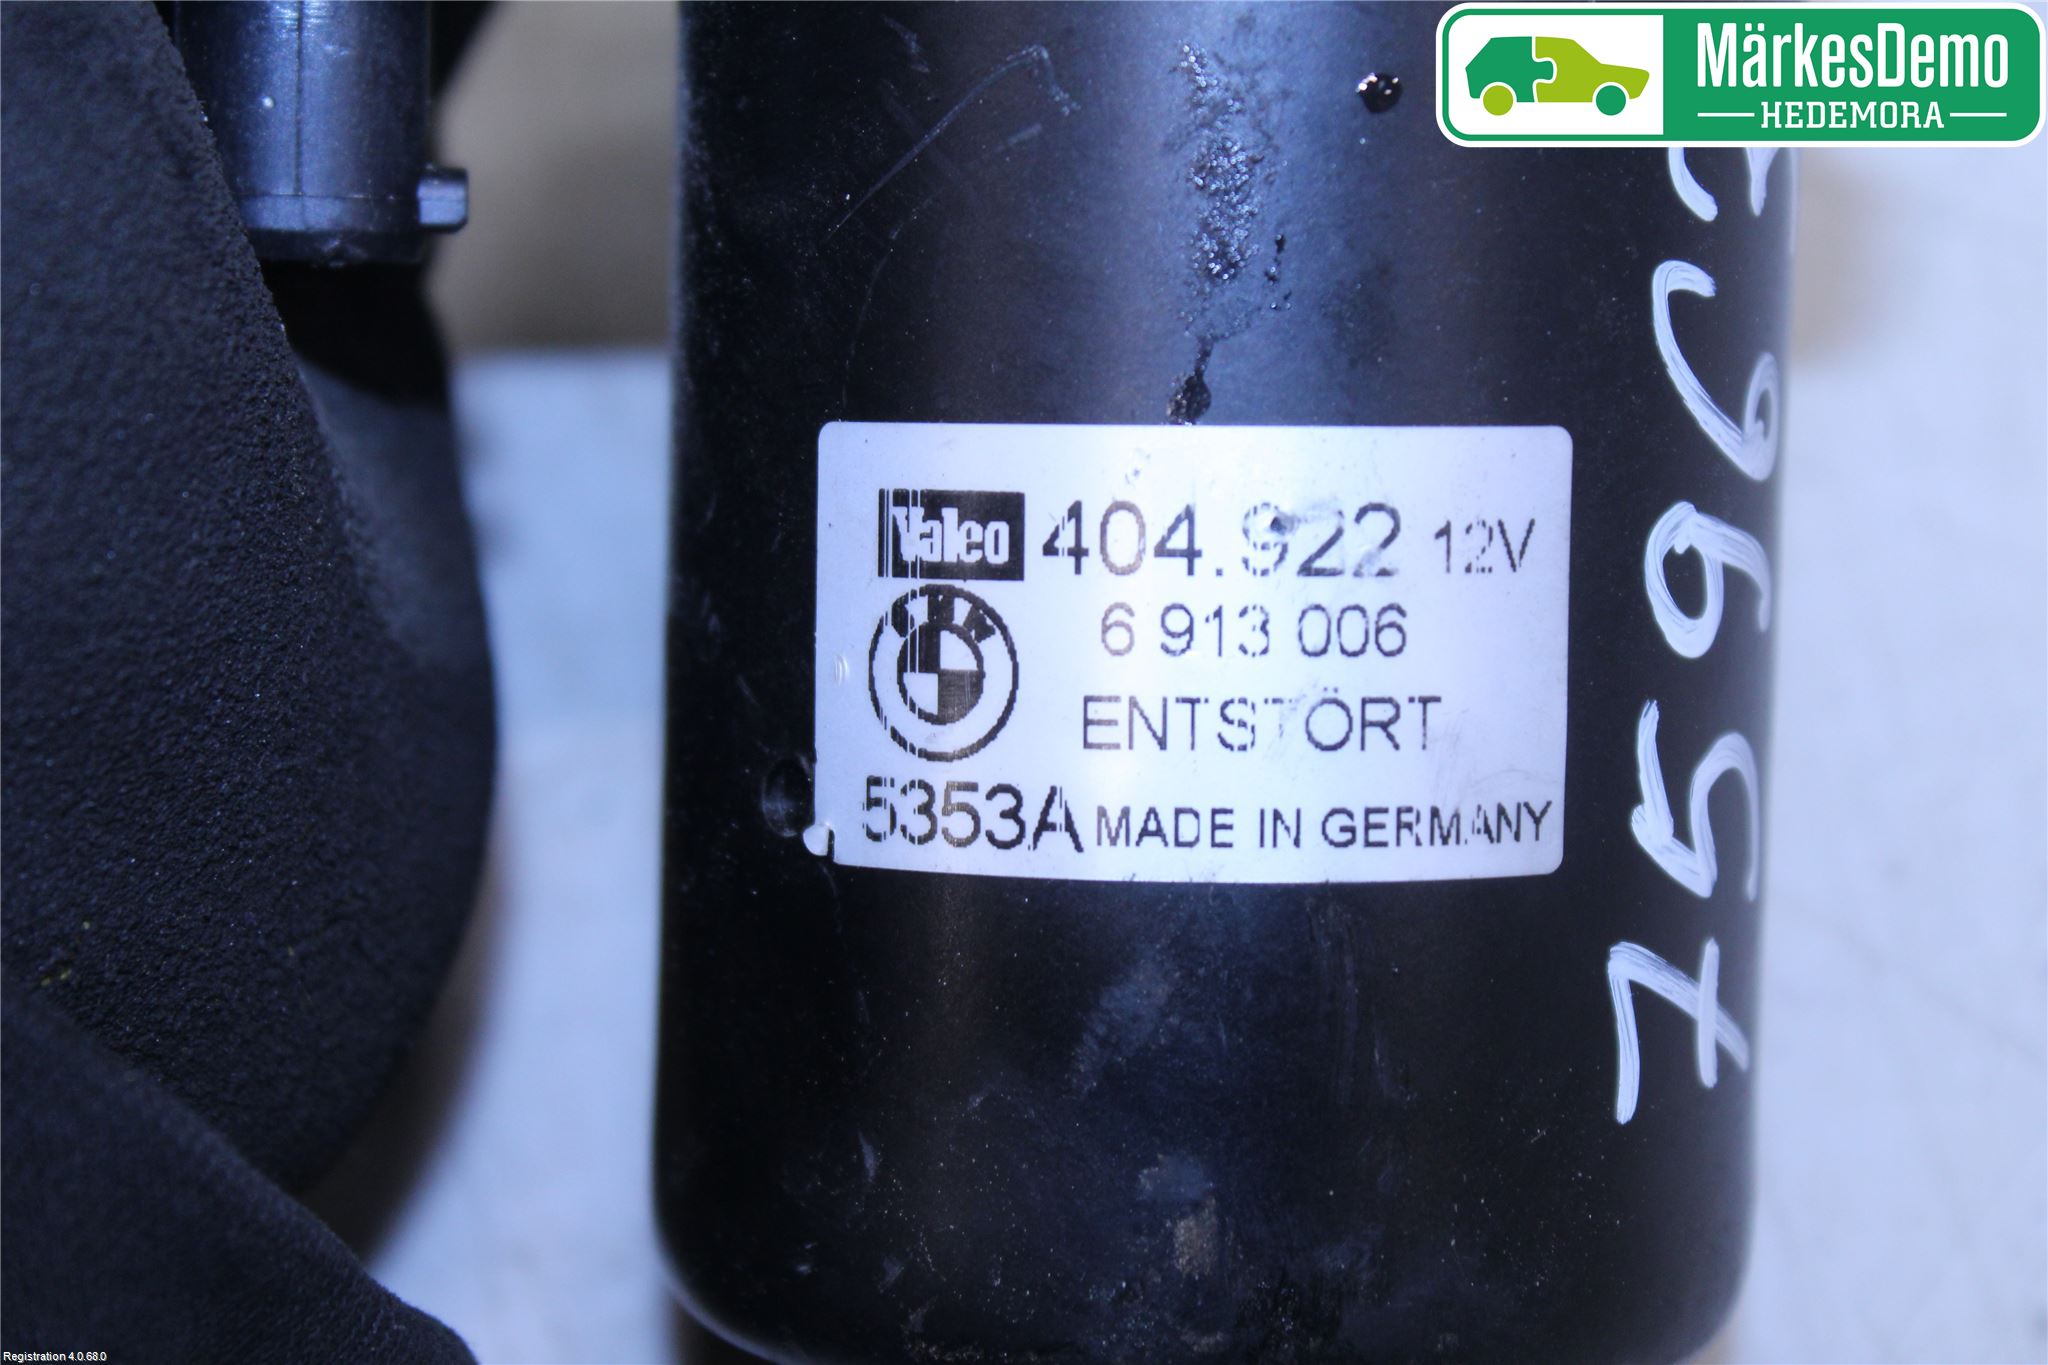 MärkesDemo
HEDEMORA
Valeo 404.922 12V
6 913 006
ENTSTÖRT
5353A MADE IN GERMANY
Registration 4.0.68.0